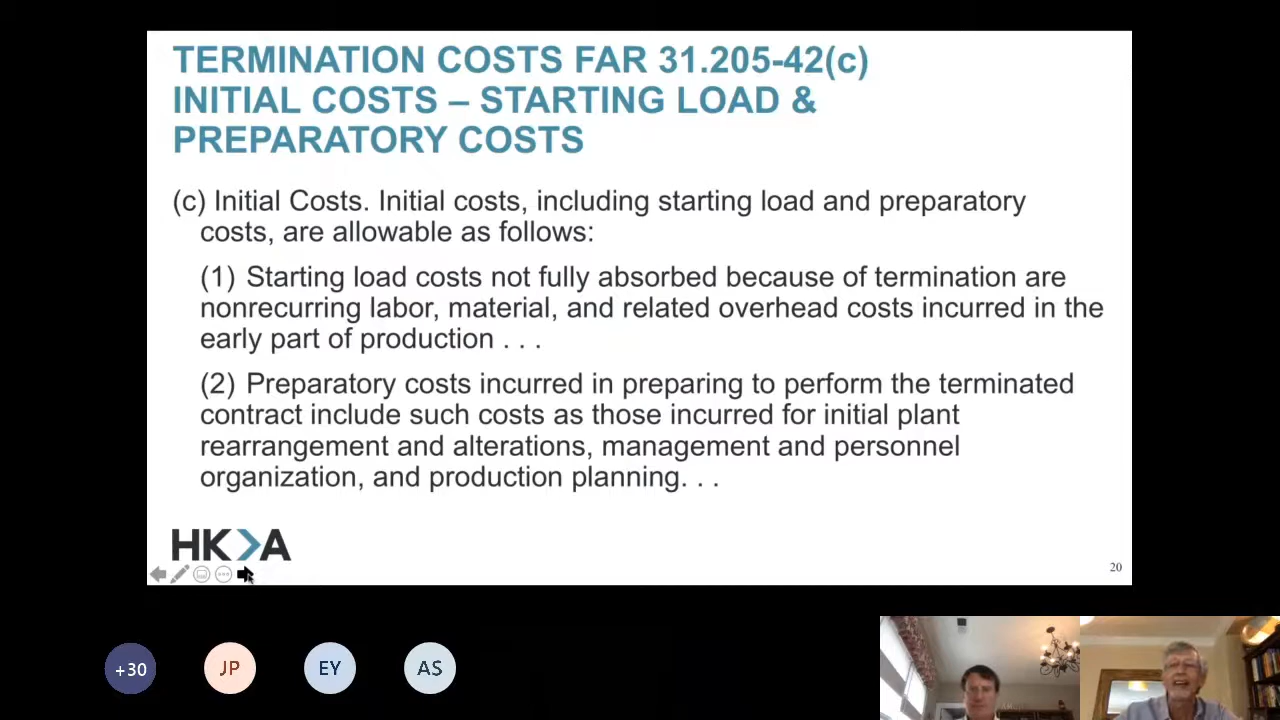 TERMINATION COSTS FAR 31.205-42(c)
INITIAL COSTS – STARTING LOAD &
PREPARATORY COSTS
(c) Initial Costs. Initial costs, including starting load and preparatory
costs, are allowable as follows:
(1) Starting load costs not fully absorbed because of termination are
nonrecurring labor, material, and related overhead costs incurred in the
early part of production . . .
(2) Preparatory costs incurred in preparing to perform the terminated
contract include such costs as those incurred for initial plant
rearrangement and alterations, management and personnel
organization, and production planning. . .
HKA
20
+30
JP
EY
AS